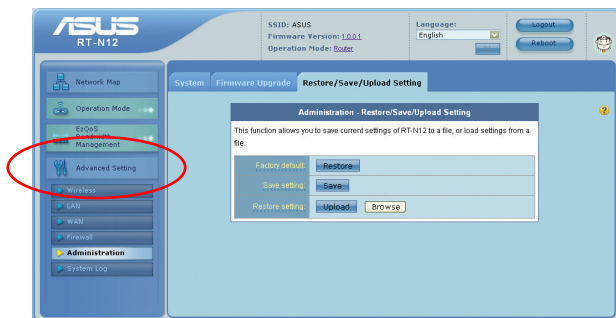 ASUS
RT-N12
SSID: ASUS
Firmware Version: 1.0.0.1
Operation Mode: Router
Language:
English
Logout
Reboot
Network Map
Operation Mode
EzQoS
Bandwidth
Management
Advanced Setting
Wireless
LAN
WAN
Firewall
Administration
System Log
System
Firmware Upgrade
Restore/Save/Upload Setting
Administration - Restore/Save/Upload Setting
This function allows you to save current settings of RT-N12 to a file, or load settings from a
file.
Factory default: Restore
Save setting: Save
Restore setting: Upload Browse
?